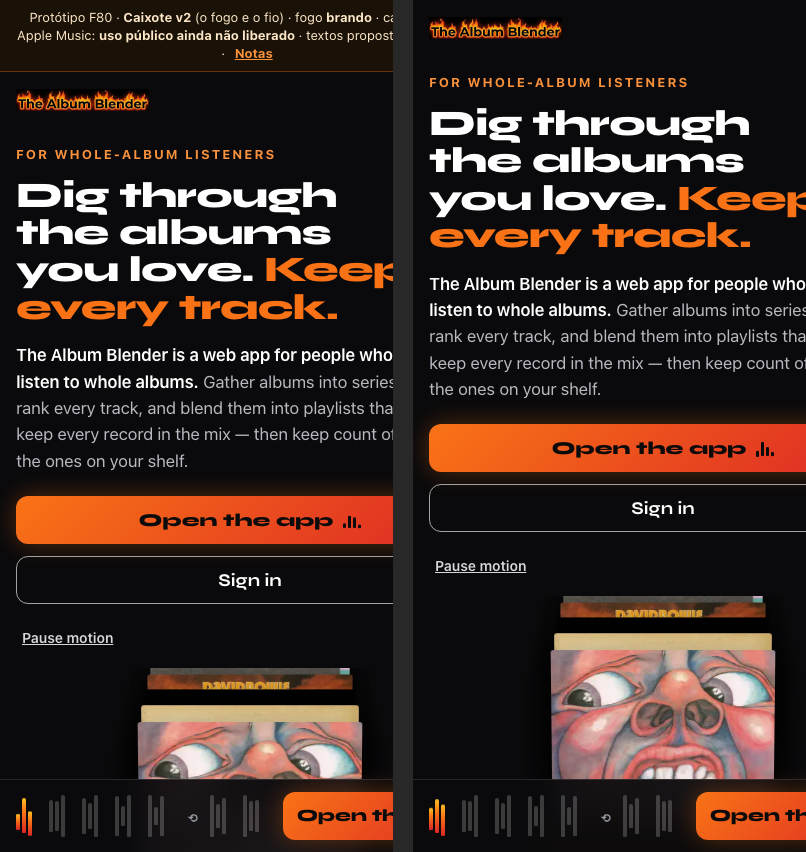 Protótipo F80 · Caixote v2 (o fogo e o fio) · fogo brando ·
Apple Music: uso público ainda não liberado · textos
· Notas
The Album Blender
FOR WHOLE-ALBUM LISTENERS
Dig through
the albums
you love. Keep
every track.
The Album Blender is a web app for people who
listen to whole albums. Gather albums into series
rank every track, and blend them into playlists
keep every record in the mix — then keep count of
the ones on your shelf.
Open the app
Sign in
Pause motion
DAVIDBOWIE
Open
The Album Blender
FOR WHOLE-ALBUM LISTENERS
Dig through
the albums
you love. Keep
every track.
The Album Blender is a web app for people who
listen to whole albums. Gather albums into series
rank every track, and blend them into playlists
keep every record in the mix — then keep count of
the ones on your shelf.
Open the app
Sign in
Pause motion
DAVIDBOWIE
Open